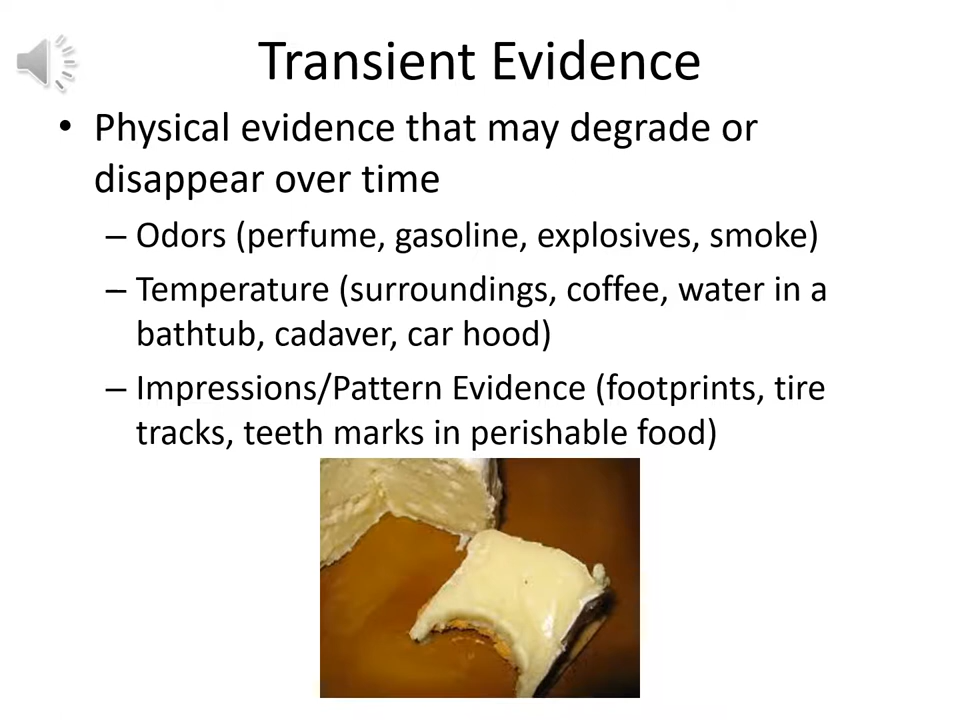 Transient Evidence
• Physical evidence that may degrade or
disappear over time
– Odors (perfume, gasoline, explosives, smoke)
– Temperature (surroundings, coffee, water in a
bathtub, cadaver, car hood)
– Impressions/Pattern Evidence (footprints, tire
tracks, teeth marks in perishable food)